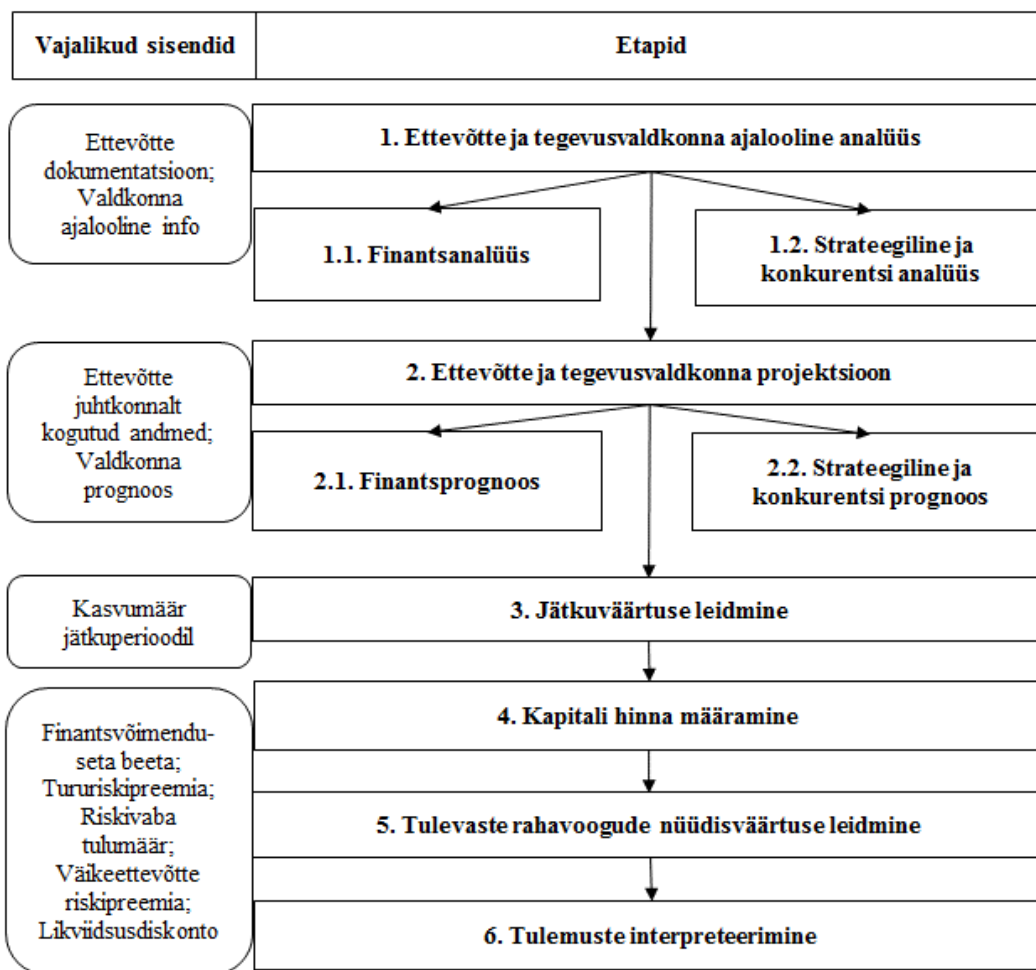 Vajalikud sisendid
Etapid
Ettevõtte
dokumentatsioon;
Valdkonna
ajalooline info
1. Ettevõtte ja tegevusvaldkonna ajalooline analüüs
1.1. Finantsanalüüs
1.2. Strateegiline ja
konkurentsi analüüs
Ettevõtte
juhtkonnalt
kogutud andmed;
Valdkonna
prognoos
2. Ettevõtte ja tegevusvaldkonna projektsioon
2.1. Finantsprognoos
2.2. Strateegiline ja
konkurentsi prognoos
Kasvumäär
jätkuperioodil
3. Jätkuväärtuse leidmine
Finantsvõimendu-
seta beeta;
Tururiskipreemia;
Riskivaba
tulumäär;
Väikeettevõtte
riskipreemia;
Likviidsusdiskonto
4. Kapitali hinna määramine
5. Tulevaste rahavoogude nüüdisväärtuse leidmine
6. Tulemuste interpreteerimine